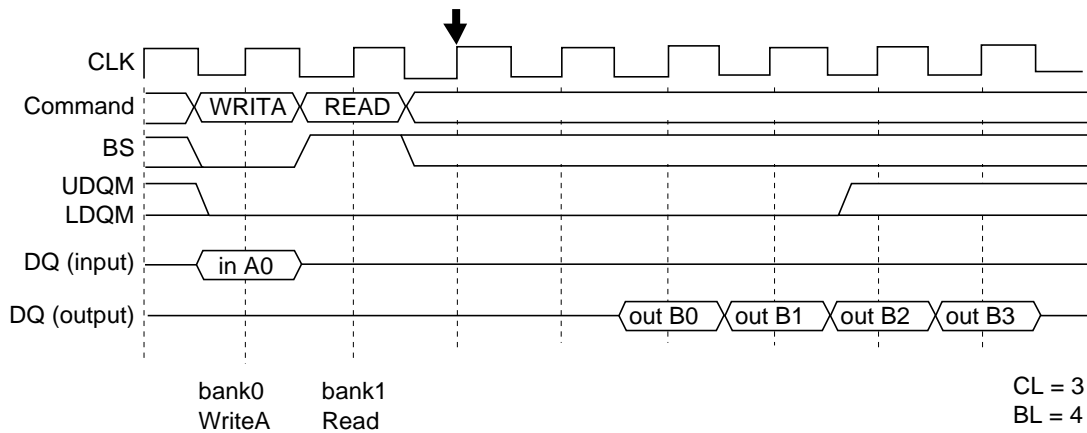 CLK
Command WRITA READ
BS
UDQM
LDQM
DQ (input) in A0
DQ (output) out B0 out B1 out B2 out B3
bank0 bank1 CL = 3
WriteA Read BL = 4